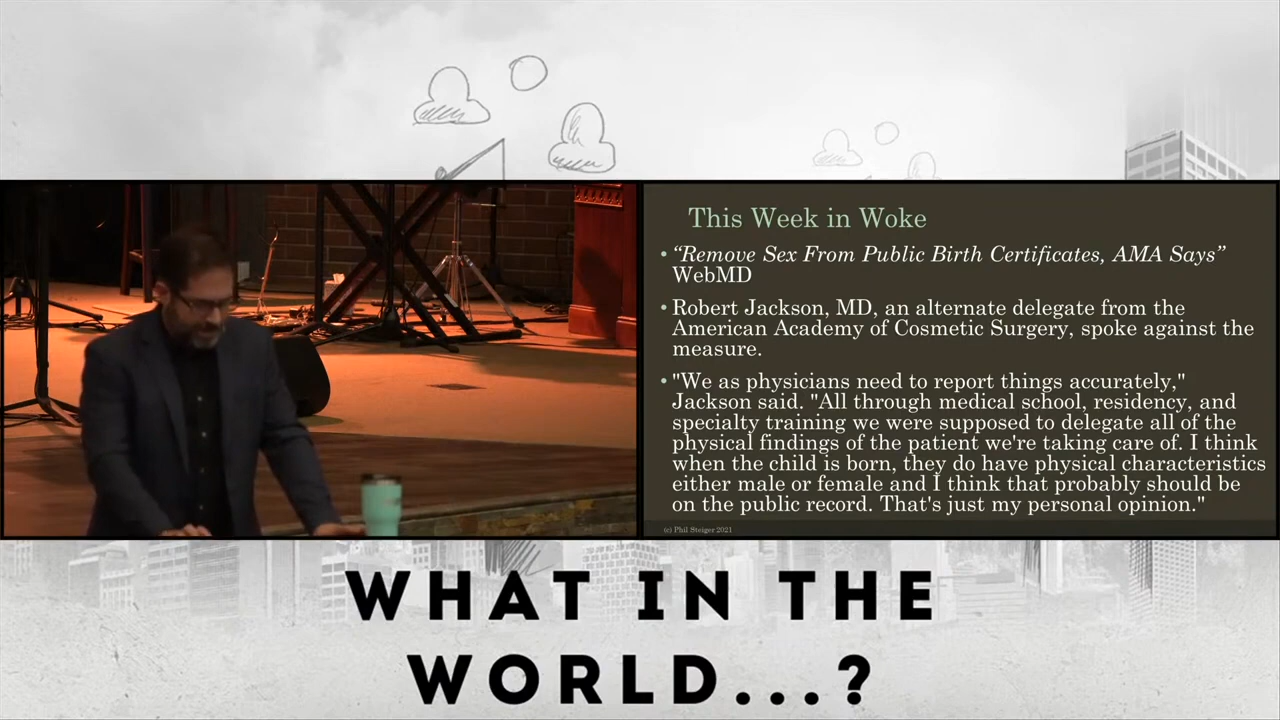 This Week in Woke
• “Remove Sex From Public Birth Certificates, AMA Says”
WebMD
• Robert Jackson, MD, an alternate delegate from the
American Academy of Cosmetic Surgery, spoke against the
measure.
• "We as physicians need to report things accurately,"
Jackson said. "All through medical school, residency, and
specialty training we were supposed to delegate all of the
physical findings of the patient we're taking care of. I think
when the child is born, they do have physical characteristics
either male or female and I think that probably should be
on the public record. That's just my personal opinion."
(c) Phil Steiger 2021
WHAT IN THE
WORLD...?